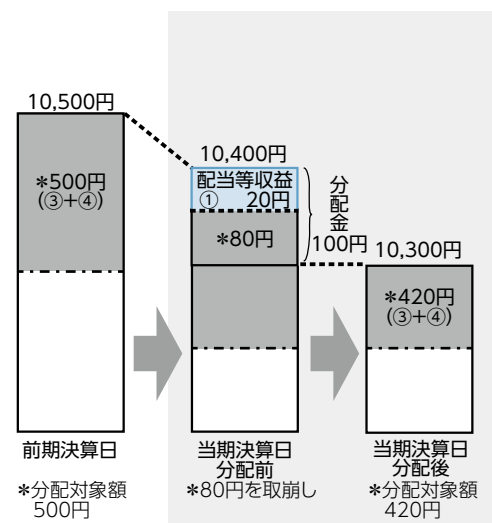 10,500円
*500円
(③+④)
前期決算日
*分配対象額
500円
10,400円
配当等収益
① 20円
*80円
分配金
100円
当期決算日
分配前
*80円を取崩し
10,300円
*420円
(③+④)
当期決算日
分配後
*分配対象額
420円